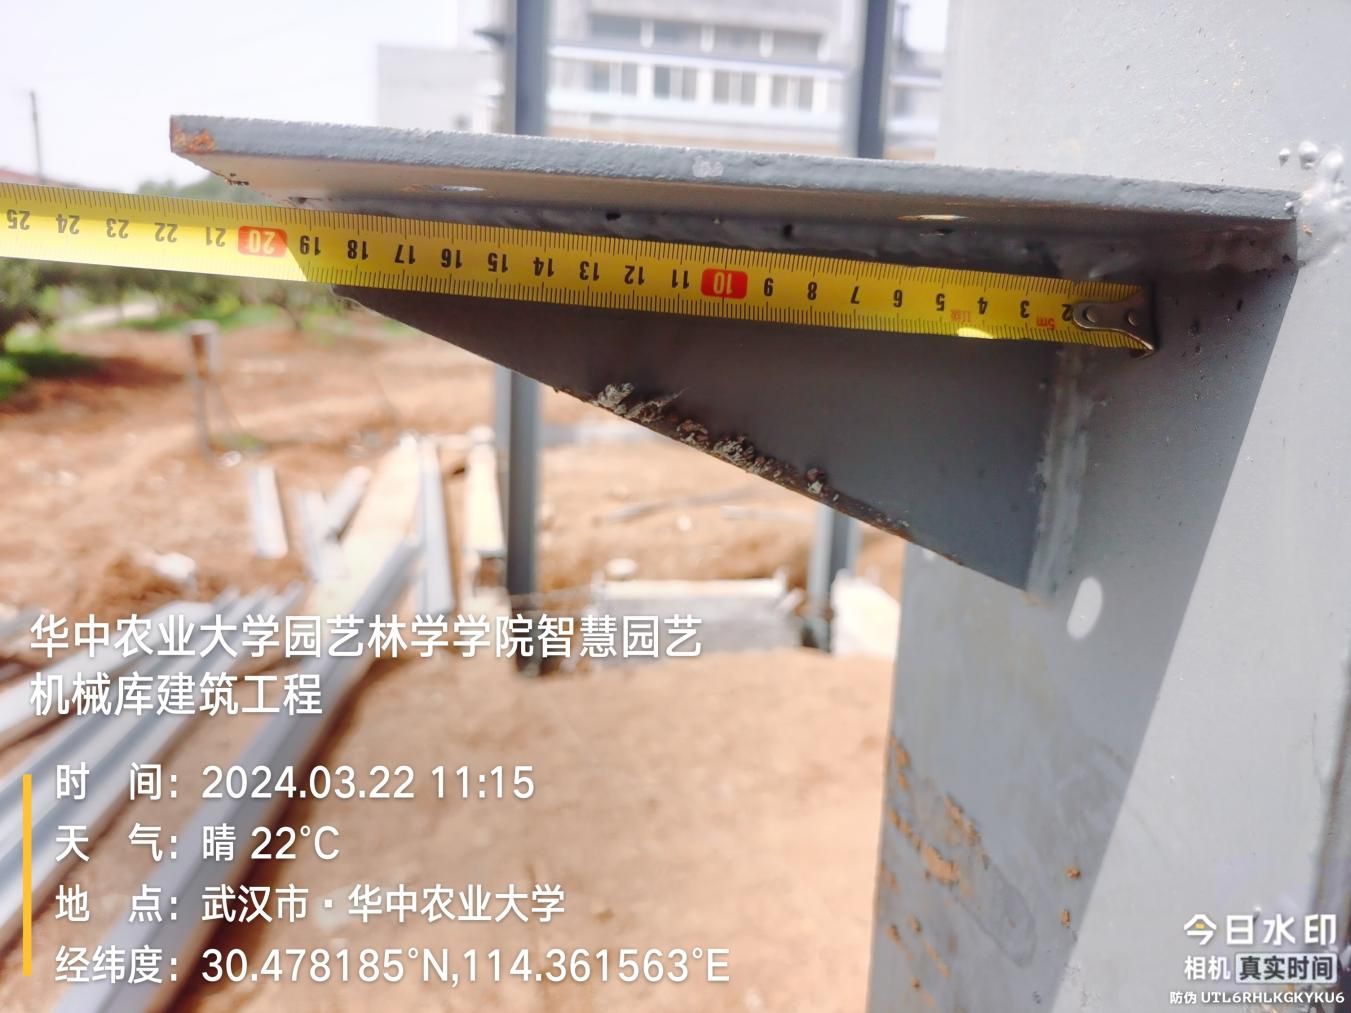 25 24 23 22 21 20 19 18 17 16 15 14 13 12 11 10 9 8 7 6 5 4 3 2
5m
华中农业大学园艺林学学院智慧园艺
机械库建筑工程
时 间：2024.03.22 11:15
天 气：晴 22°C
地 点：武汉市·华中农业大学
经纬度：30.478185°N,114.361563°E
今日水印
相机 真实时间
防伪 UTL6RHLKGKYKU6